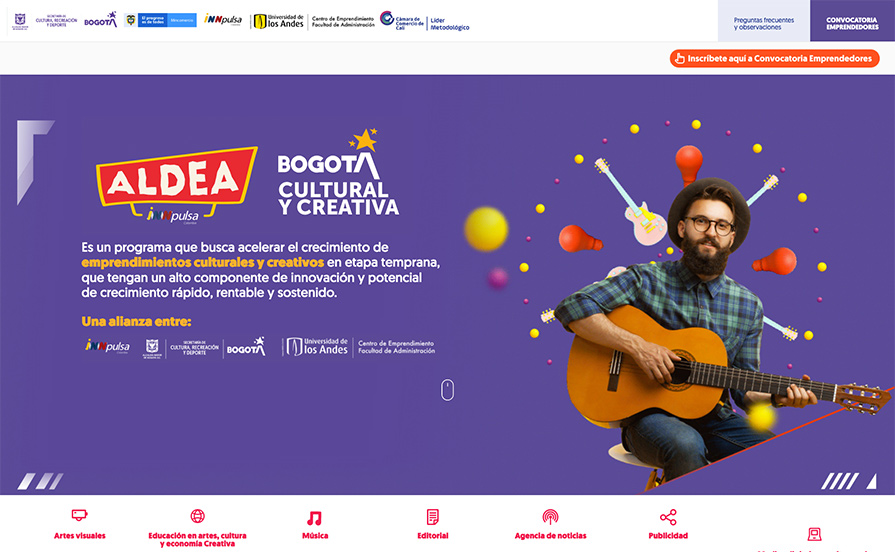 SECRETARÍA DE
CULTURA, RECREACIÓN
Y DEPORTE
BOGOTÁ
El progreso
es de todos
Mincomercio
iNNpulsa
Universidad de
los Andes
Centro de Emprendimiento
Facultad de Administración
Cámara de
Comercio de
Cali
Líder
Metodológico
Preguntas frecuentes
y observaciones
CONVOCATORIA
EMPRENDEDORES
Inscríbete aquí a Convocatoria Emprendedores
ALDEA
iNNpulsa
BOGOTÁ
CULTURAL
Y CREATIVA
Es un programa que busca acelerar el crecimiento de
emprendimientos culturales y creativos en etapa temprana,
que tengan un alto componente de innovación y potencial
de crecimiento rápido, rentable y sostenido.
Una alianza entre:
iNNpulsa
SECRETARÍA DE
CULTURA, RECREACIÓN
Y DEPORTE
BOGOTÁ
Universidad de
los Andes
Centro de Emprendimiento
Facultad de Administración
Artes visuales
Educación en artes, cultura
y economía Creativa
Música
Editorial
Agencia de noticias
Publicidad